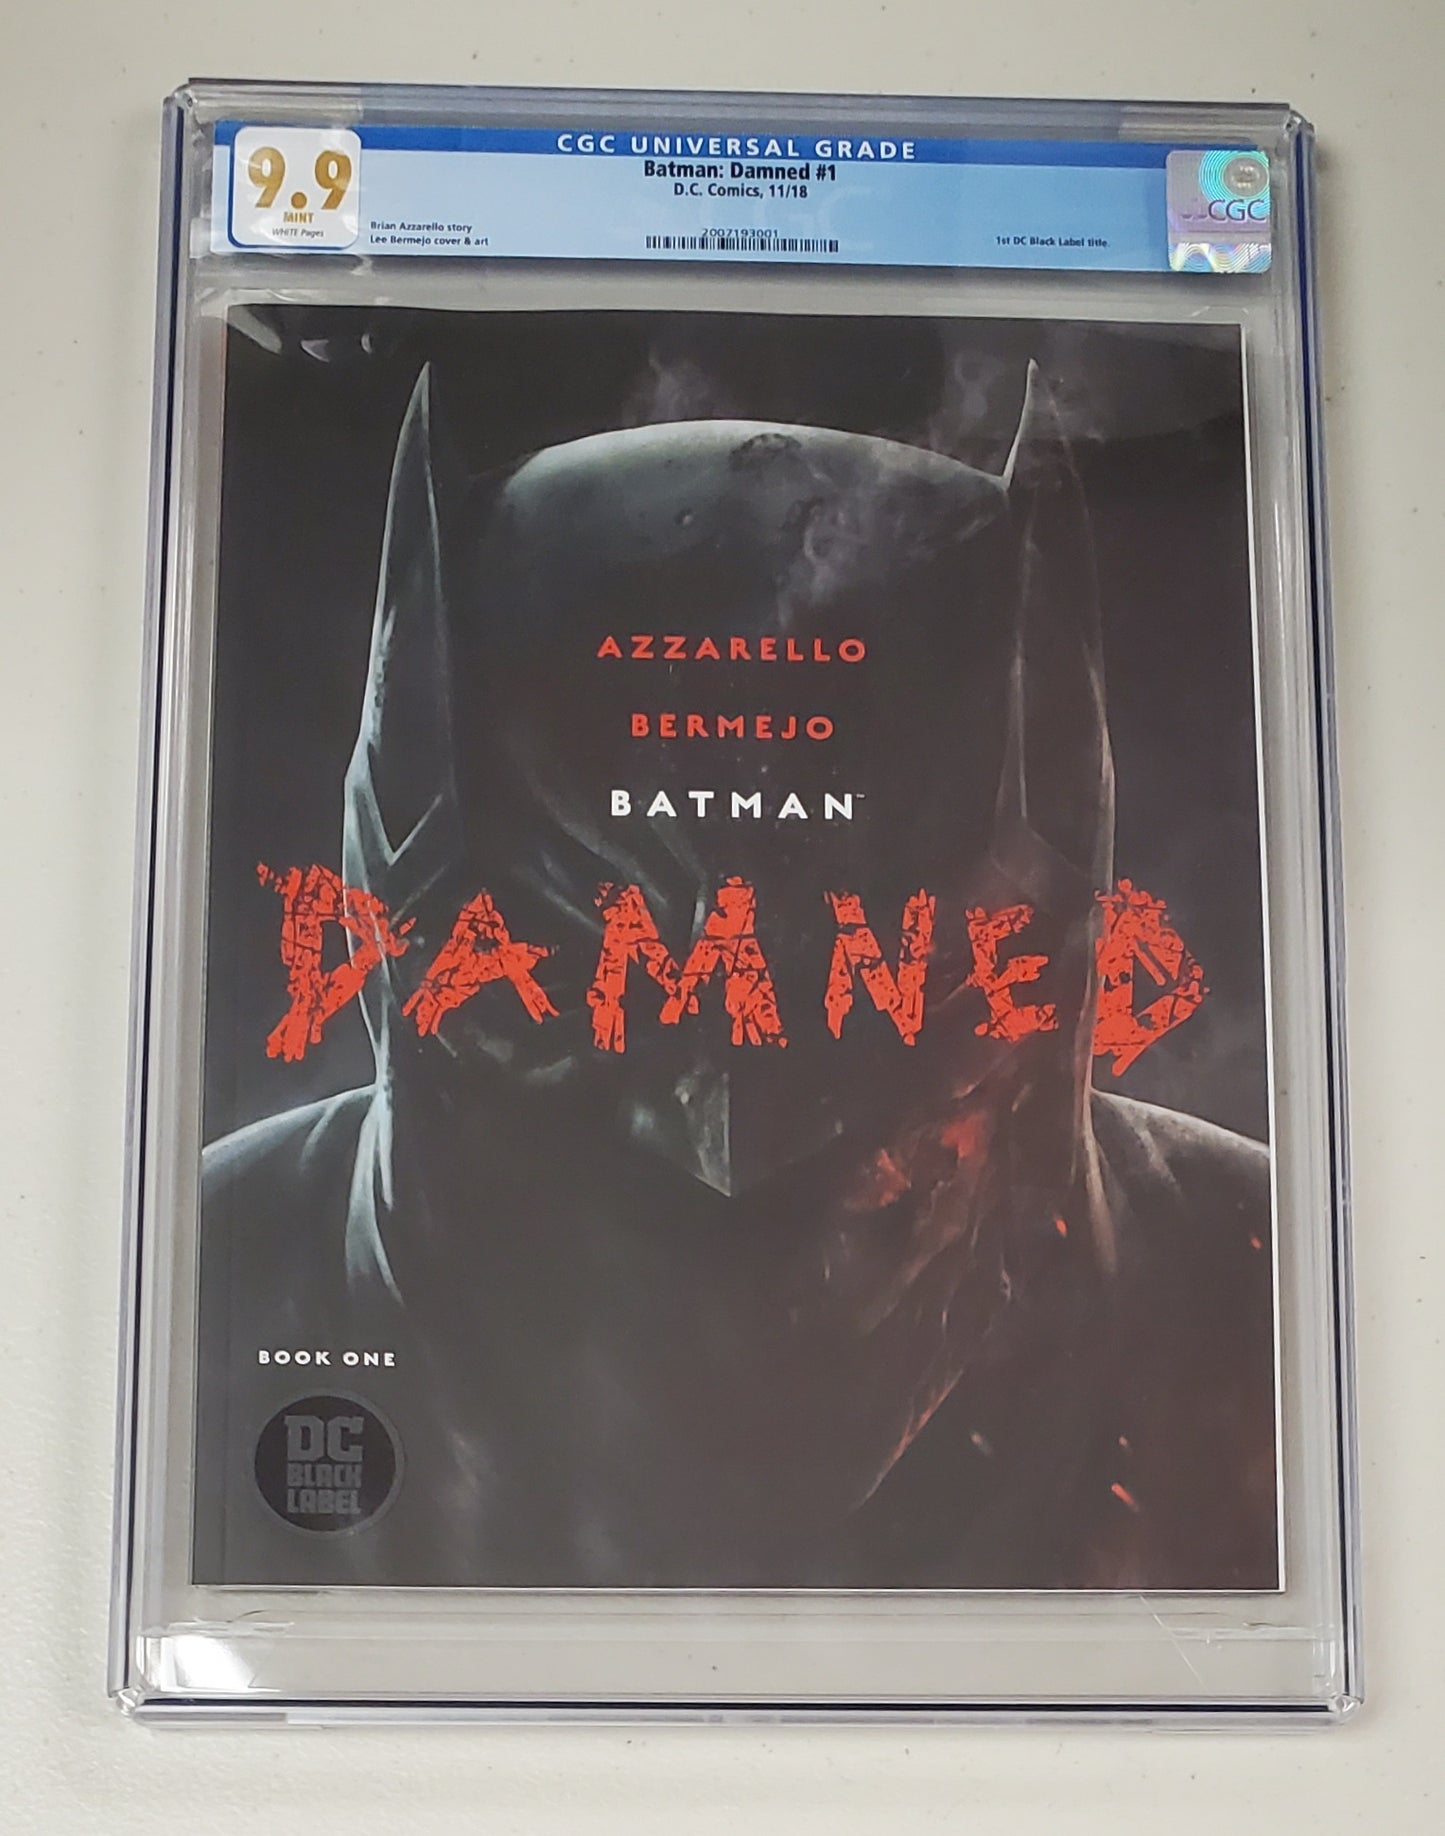 CGC UNIVERSAL GRADE
9.9
MINT
WHITE Pages
Batman: Damned #1
D.C. Comics, 11/18
Brian Azzarello story
Lee Bermejo cover & art
2007193001
1st DC Black Label title.
CGC
AZZARELLO
BERMEJO
BATMAN™
DAMNED
BOOK ONE
DC
BLACK
LABEL